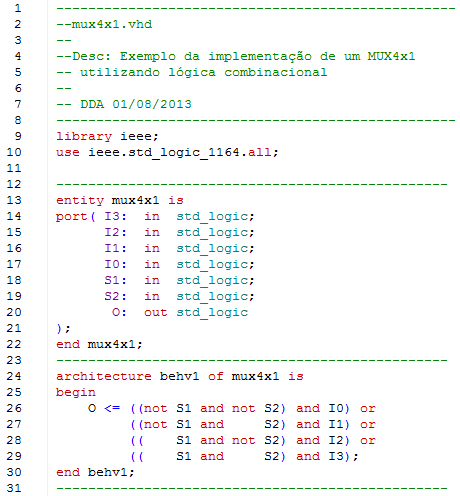 1 --------------------------------------------------
2 --mux4x1.vhd
3 --
4 --Desc: Exemplo da implementação de um MUX4x1
5 -- utilizando lógica combinacional
6 --
7 -- DDA 01/08/2013
8 --------------------------------------------------
9 library ieee;
10 use ieee.std_logic_1164.all;
11
12 -------------------------------------------------
13 entity mux4x1 is
14 port( I3:  in  std_logic;
15       I2:  in  std_logic;
16       I1:  in  std_logic;
17       I0:  in  std_logic;
18       S1:  in  std_logic;
19       S2:  in  std_logic;
20        O:  out std_logic
21 );
22 end mux4x1;
23 -------------------------------------------------
24 architecture behv1 of mux4x1 is
25 begin
26     O <= ((not S1 and not S2) and I0) or
27          ((not S1 and     S2) and I1) or
28          ((    S1 and not S2) and I2) or
29          ((    S1 and     S2) and I3);
30 end behv1;
31 -------------------------------------------------